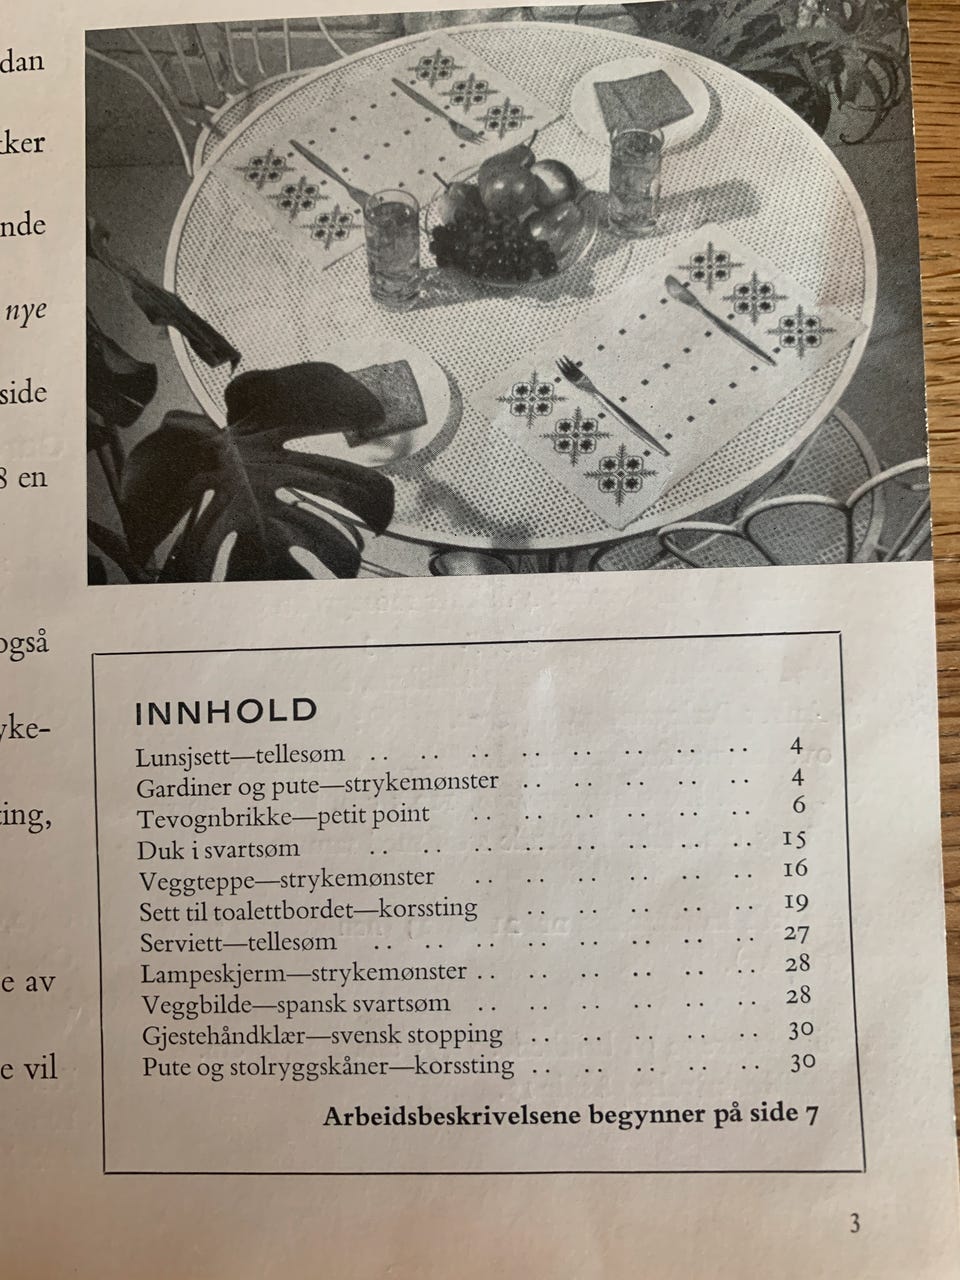 dan
nde
nye
side
8 en
også
ing,
e av
e vil
INNHOLD
Lunsjsett—tellesøm .. .. .. .. .. .. .. .. 4
Gardiner og pute—strykemønster .. .. .. .. .. 4
Tevognbrikke—petit point .. .. .. .. .. .. 6
Duk i svartsøm .. .. .. .. .. .. .. .. 15
Veggteppe—strykemønster .. .. .. .. .. .. 16
Sett til toalettbordet—korssting .. .. .. .. .. 19
Serviett—tellesøm .. .. .. .. .. .. .. .. 27
Lampeskjerm—strykemønster .. .. .. .. .. .. 28
Veggbilde—spansk svartsøm .. .. .. .. .. .. 28
Gjestehåndklær—svensk stopping .. .. .. .. .. 30
Pute og stolryggskåner—korssting .. .. .. .. .. 30
Arbeidsbeskrivelsene begynner på side 7
3